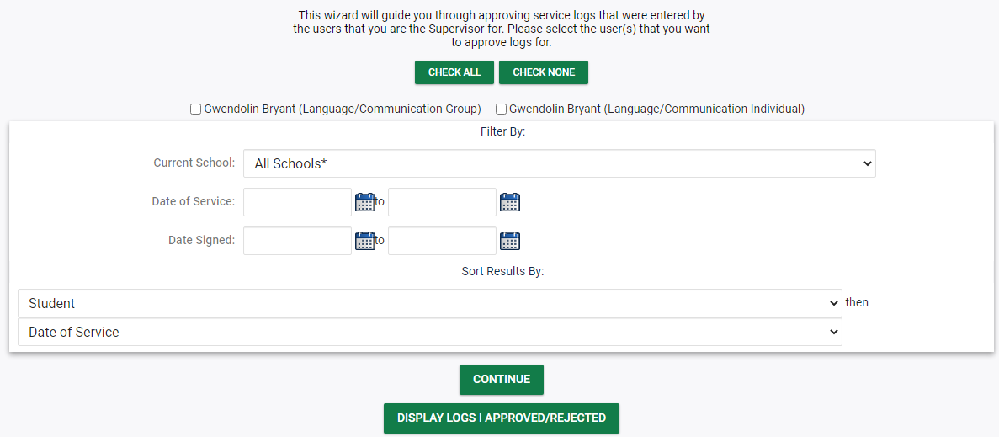 This wizard will guide you through approving service logs that were entered by
the users that you are the Supervisor for. Please select the user(s) that you want
to approve logs for.
CHECK ALL CHECK NONE
Gwendolin Bryant (Language/Communication Group) Gwendolin Bryant (Language/Communication Individual)
Filter By:
Current School: All Schools*
Date of Service: to
Date Signed: to
Sort Results By:
Student then
Date of Service
CONTINUE
DISPLAY LOGS I APPROVED/REJECTED